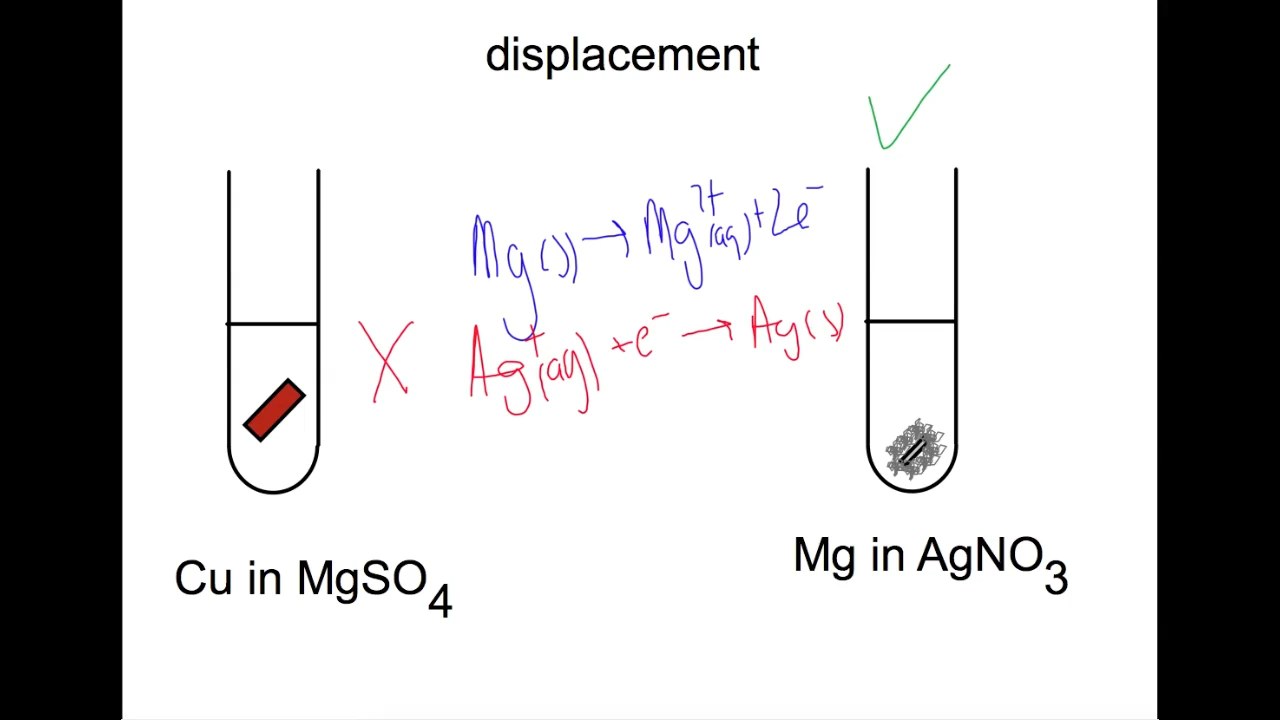 displacement
Mg(s) → Mg²⁺(aq) + 2e⁻
Ag⁺(aq) + e⁻ → Ag(s)
Cu in MgSO₄
Mg in AgNO₃